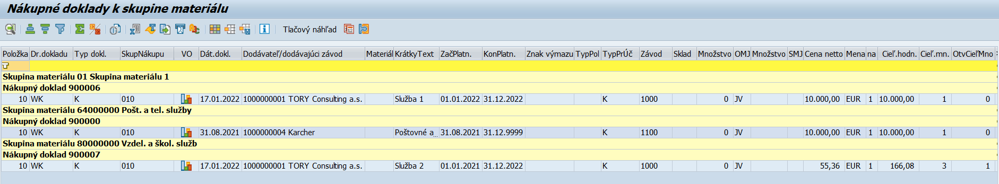 Nákupné doklady k skupine materiálu
Tlačový náhľad
Položka Dr.dokladu Typ dokl. SkupNákupu VO Dát.dokl. Dodávateľ/dodávajúci závod Materiál KrátkyText ZačPlatn. KonPlatn. Znak výmazu TypPol TypPrÚč Závod Sklad Množstvo OMJ Množstvo SMJ Cena netto Mena na Cieľ.hodn. Cieľ.mn. OtvCieľMno
Skupina materiálu 01 Skupina materiálu 1
Nákupný doklad 900006
10 WK K 010 17.01.2022 1000000001 TORY Consulting a.s. Služba 1 01.01.2022 31.12.2022 K 1000 0 JV 10.000,00 EUR 1 10.000,00 1 0
Skupina materiálu 64000000 Pošt. a tel. služby
Nákupný doklad 900000
10 WK K 010 31.08.2021 1000000004 Karcher Poštovné a... 31.08.2021 31.12.9999 K 1100 0 JV 10.000,00 EUR 1 10.000,00 1 0
Skupina materiálu 80000000 Vzdel. a škol. služb
Nákupný doklad 900007
10 WK K 010 17.01.2022 1000000001 TORY Consulting a.s. Služba 2 01.01.2021 31.12.2022 K 1000 0 JV 55,36 EUR 1 166,08 3 1